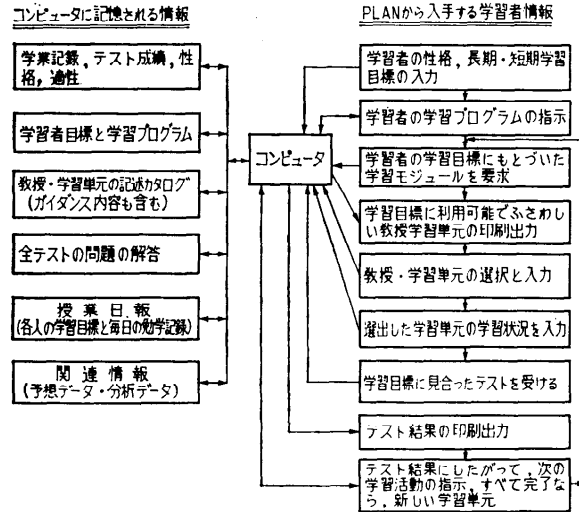 コンピュータに記憶される情報
学業記録,テスト成績,性
格,適性
学習者目標と学習プログラム
教授・学習単元の記述カタログ
(ガイダンス内容も含む)
全テストの問題の解答
授業日報
(各人の学習目標と毎日の勉学記録)
関連情報
(予想データ・分析データ)
コンピュータ
PLANから入手する学習者情報
学習者の性格,長期・短期学習
目標の入力
学習者の学習プログラムの指示
学習者の学習目標にもとづいた
学習モジュールを要求
学習目標に利用可能でふさわし
い教授学習単元の印刷出力
教授・学習単元の選択と入力
選出した学習単元の学習状況を入力
学習目標に見合ったテストを受ける
テスト結果の印刷出力
テスト結果にしたがって,次の
学習活動の指示,すべて完了な
ら,新しい学習単元